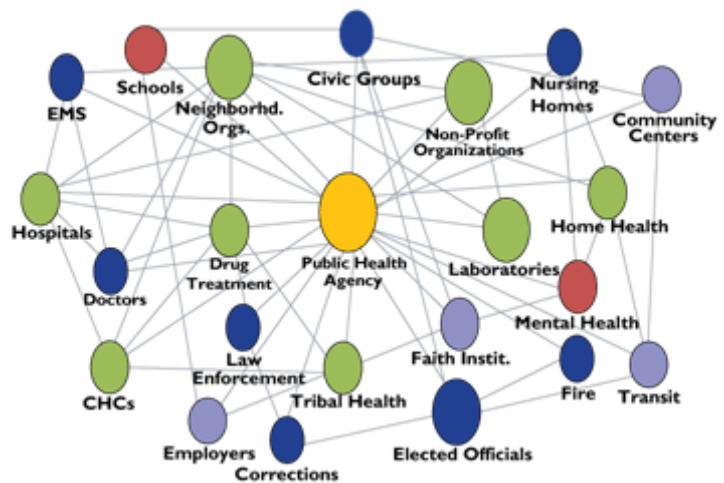 Schools
Civic Groups
EMS
Neighborhd.
Orgs.
Nursing
Homes
Community
Centers
Non-Profit
Organizations
Hospitals
Drug
Treatment
Public Health
Agency
Laboratories
Home Health
Doctors
Law
Enforcement
Faith Instit.
Mental Health
CHCs
Tribal Health
Fire
Transit
Employers
Corrections
Elected Officials